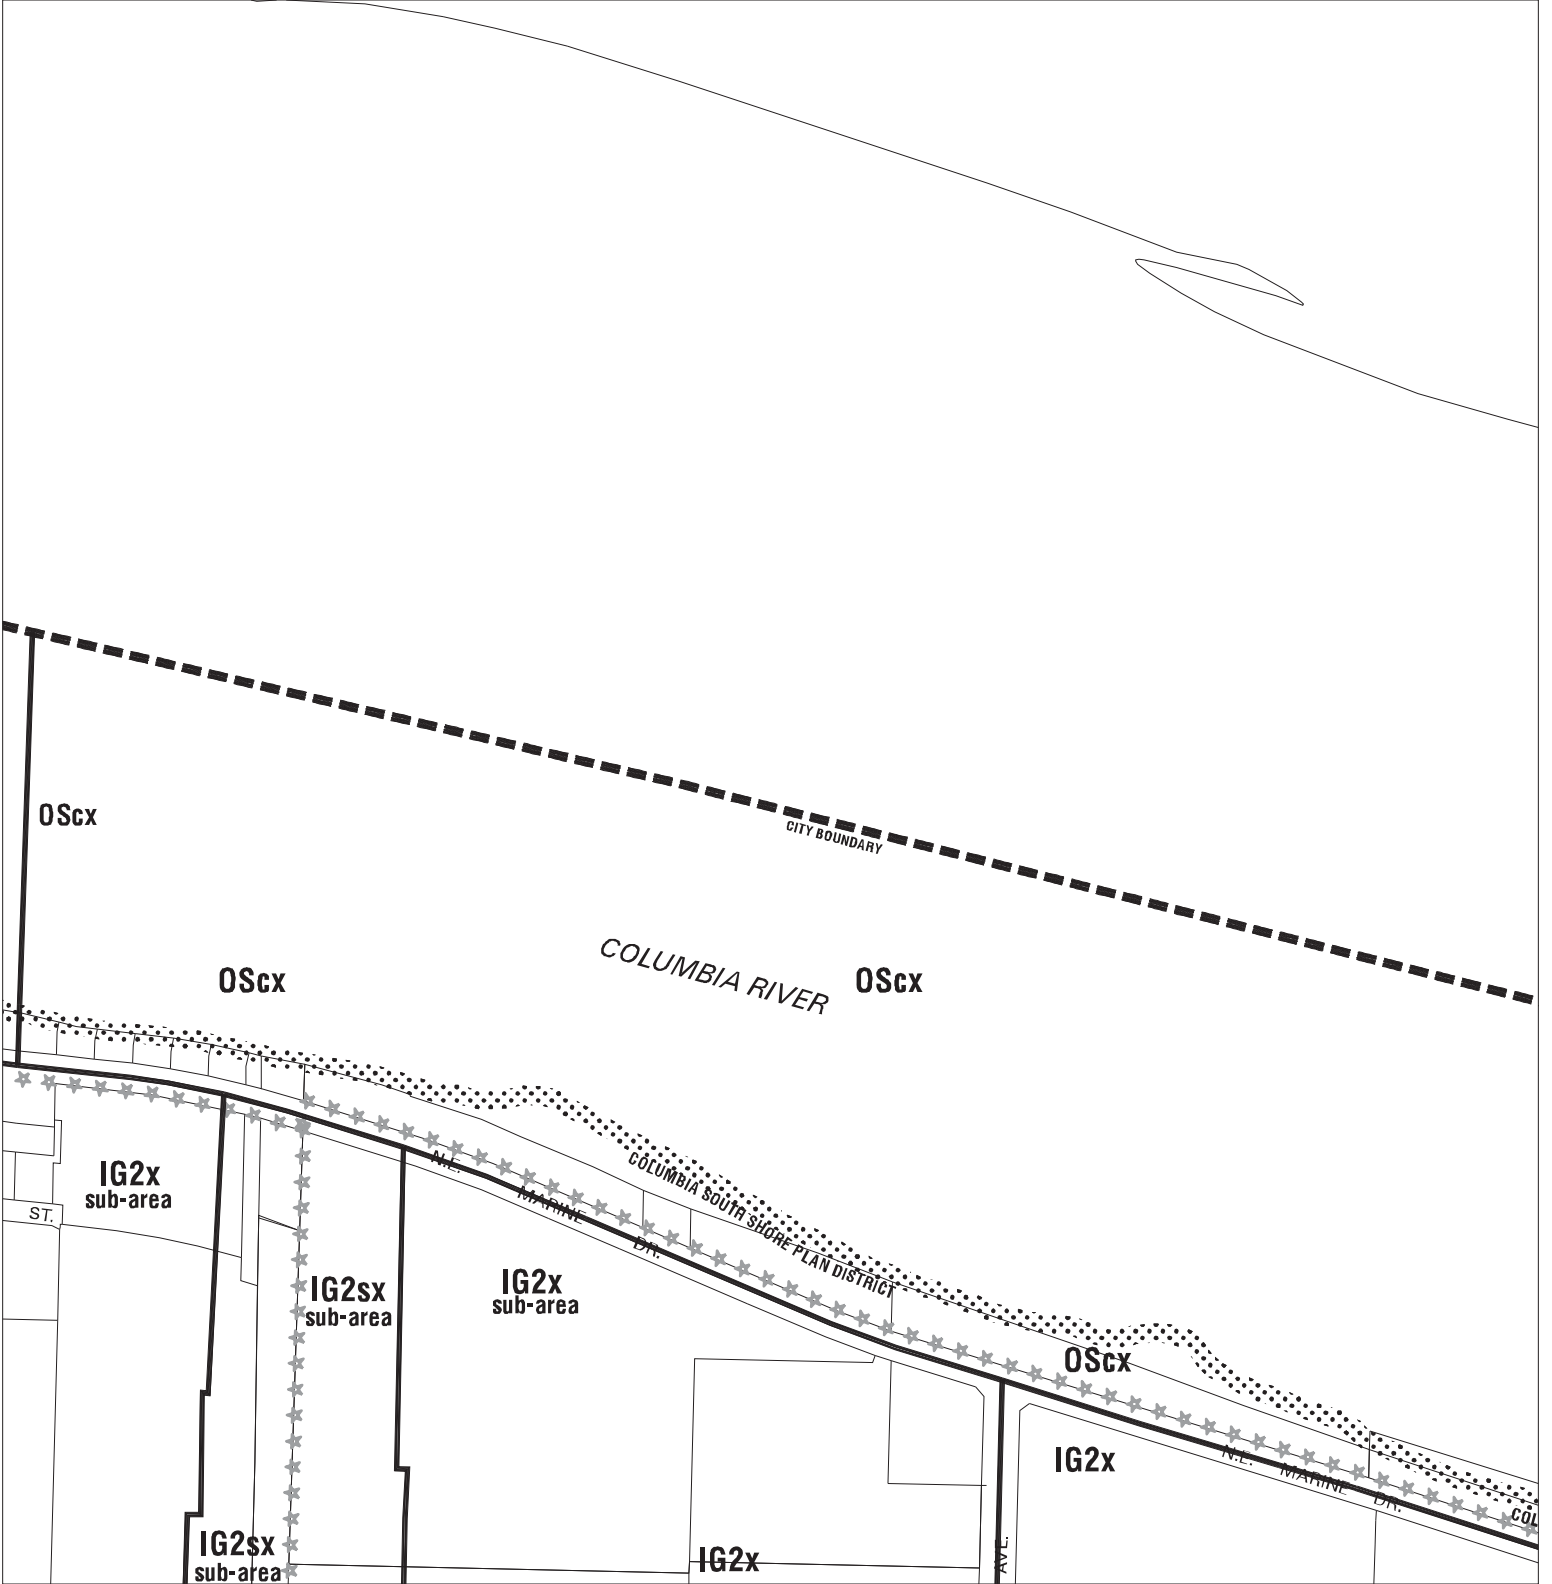 OScx
CITY BOUNDARY
COLUMBIA RIVER
OScx
OScx
COLUMBIA SOUTH SHORE PLAN DISTRICT
N.E. MARINE DR.
IG2x
sub-area
ST.
IG2sx
sub-area
IG2x
sub-area
OScx
IG2x
N.E. MARINE DR.
COL
IG2sx
sub-area
IG2x
AVE.